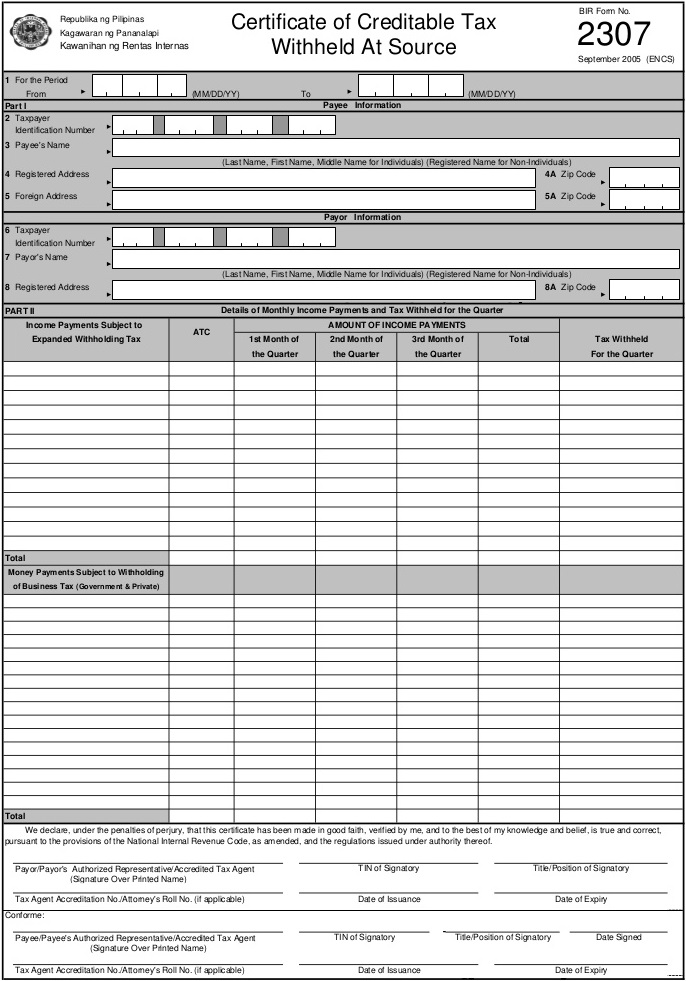 Republika ng Pilipinas
Kagawaran ng Pananalapi
Kawanihan ng Rentas Internas
Certificate of Creditable Tax
Withheld At Source
BIR Form No.
2307
September 2005 (ENCS)
1 For the Period
From (MM/DD/YY) To (MM/DD/YY)
Part I Payee Information
2 Taxpayer
Identification Number
3 Payee's Name
(Last Name, First Name, Middle Name for Individuals) (Registered Name for Non-Individuals)
4 Registered Address 4A Zip Code
5 Foreign Address 5A Zip Code
Payor Information
6 Taxpayer
Identification Number
7 Payor's Name
(Last Name, First Name, Middle Name for Individuals) (Registered Name for Non-Individuals)
8 Registered Address 8A Zip Code
PART II Details of Monthly Income Payments and Tax Withheld for the Quarter
Income Payments Subject to
Expanded Withholding Tax
ATC
AMOUNT OF INCOME PAYMENTS
1st Month of
the Quarter
2nd Month of
the Quarter
3rd Month of
the Quarter
Total
Tax Withheld
For the Quarter
Total
Money Payments Subject to Withholding
of Business Tax (Government & Private)
Total
We declare, under the penalties of perjury, that this certificate has been made in good faith, verified by me, and to the best of my knowledge and belief, is true and correct,
pursuant to the provisions of the National Internal Revenue Code, as amended, and the regulations issued under authority thereof.
Payor/Payor's Authorized Representative/Accredited Tax Agent TIN of Signatory Title/Position of Signatory
(Signature Over Printed Name)
Tax Agent Accreditation No./Attorney's Roll No. (if applicable) Date of Issuance Date of Expiry
Conforme:
Payee/Payee's Authorized Representative/Accredited Tax Agent TIN of Signatory Title/Position of Signatory Date Signed
(Signature Over Printed Name)
Tax Agent Accreditation No./Attorney's Roll No. (if applicable) Date of Issuance Date of Expiry